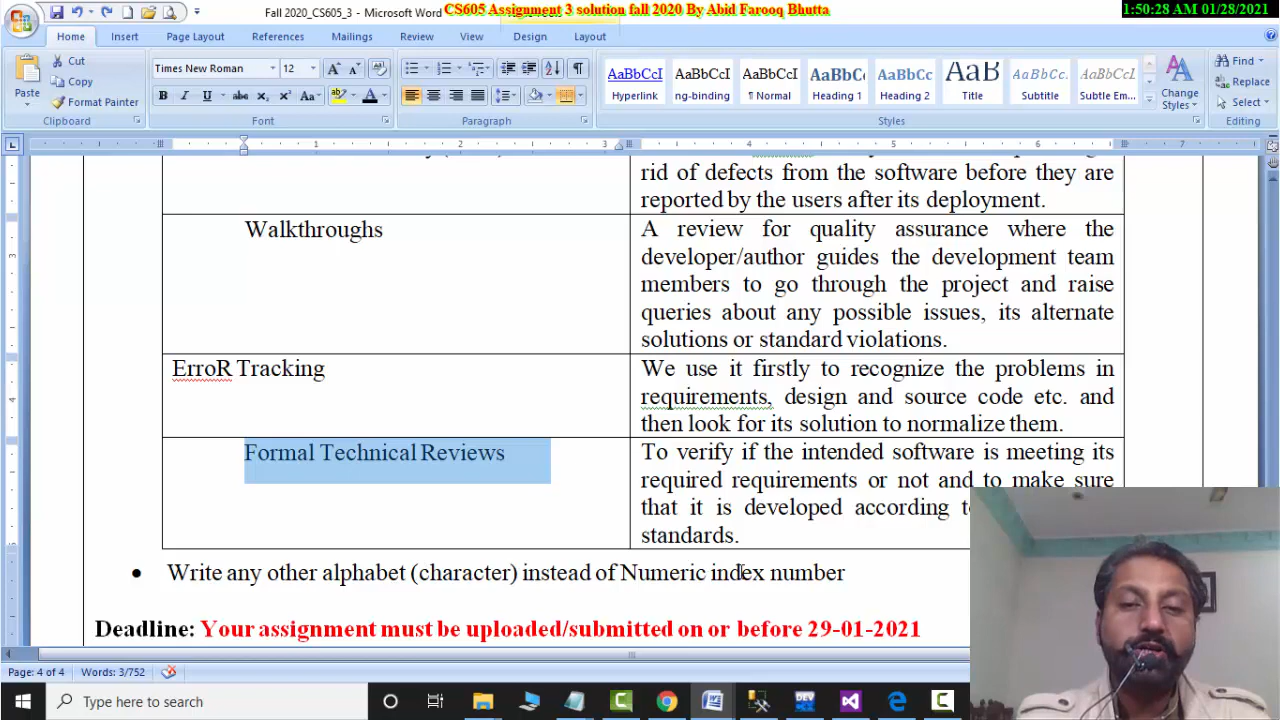 Fall 2020_CS605_3 - Microsoft Word
CS605 Assignment 3 solution fall 2020 By Abid Farooq Bhutta
1:50:28 AM 01/28/2021
Home Insert Page Layout References Mailings Review View Design Layout
Paste
Cut
Copy
Format Painter
Clipboard
Times New Roman 12
Font
Paragraph
AaBbCcI AaBbCcI AaBbCcI AaBbCc AaBbCc AaB AaBbCcI AaBbCcI
Hyperlink ng-binding ¶ Normal Heading 1 Heading 2 Title Subtitle Subtle Em...
Change
Styles
Styles
Find
Replace
Select
Editing
1 2 3 4 5 6 7
rid of defects from the software before they are
reported by the users after its deployment.
Walkthroughs
A review for quality assurance where the
developer/author guides the development team
members to go through the project and raise
queries about any possible issues, its alternate
solutions or standard violations.
ErroR Tracking
We use it firstly to recognize the problems in
requirements, design and source code etc. and
then look for its solution to normalize them.
Formal Technical Reviews
To verify if the intended software is meeting its
required requirements or not and to make sure
that it is developed according
standards.
• Write any other alphabet (character) instead of Numeric index number
Deadline: Your assignment must be uploaded/submitted on or before 29-01-2021
Page: 4 of 4 Words: 3/752
Type here to search